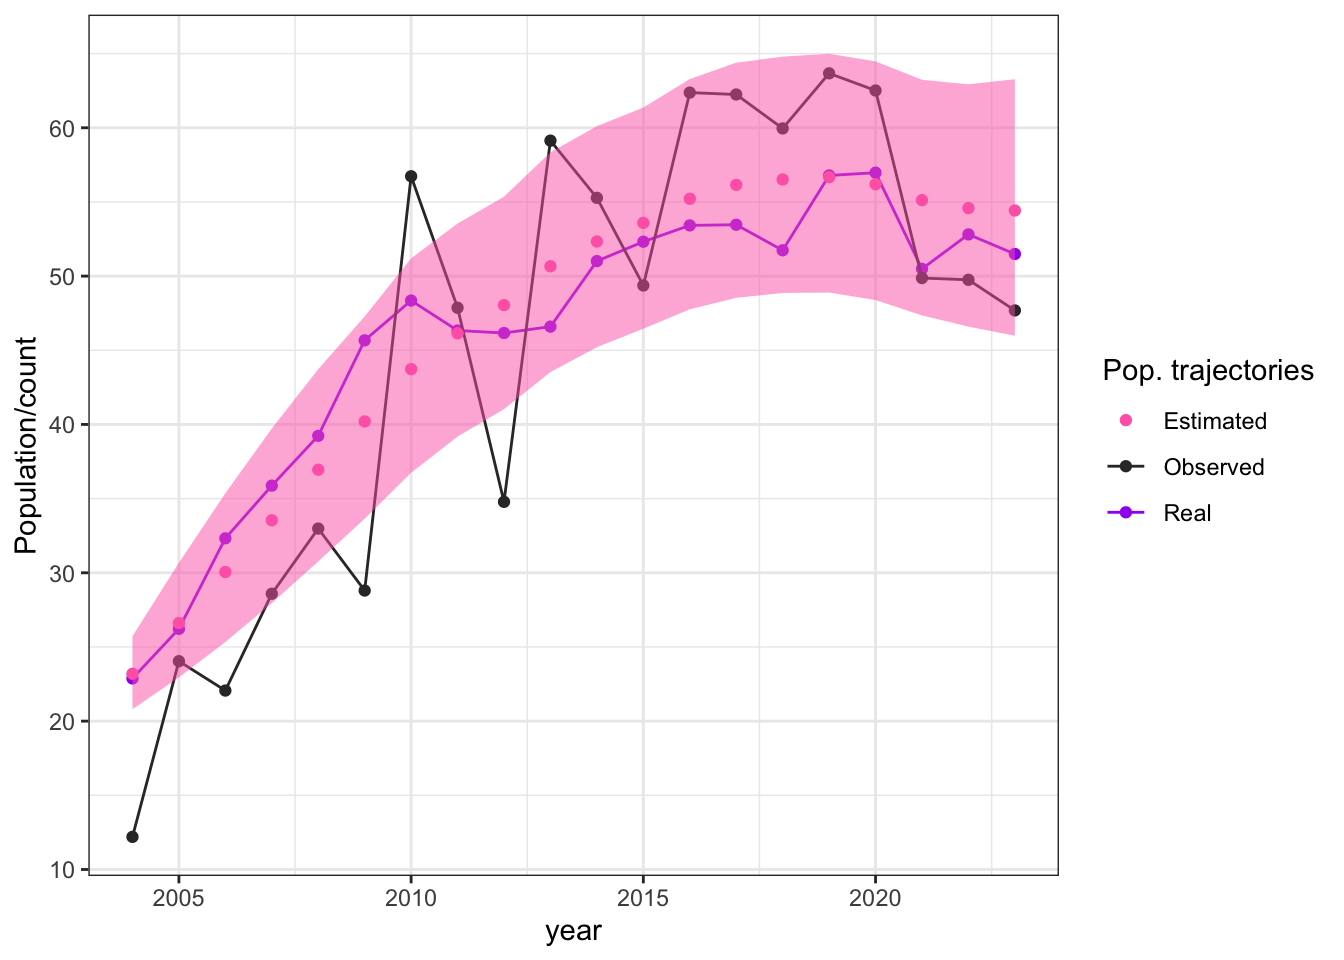 60
50
40
30
20
10
2005 2010 2015 2020
year
Population/count
Pop. trajectories
Estimated
Observed
Real